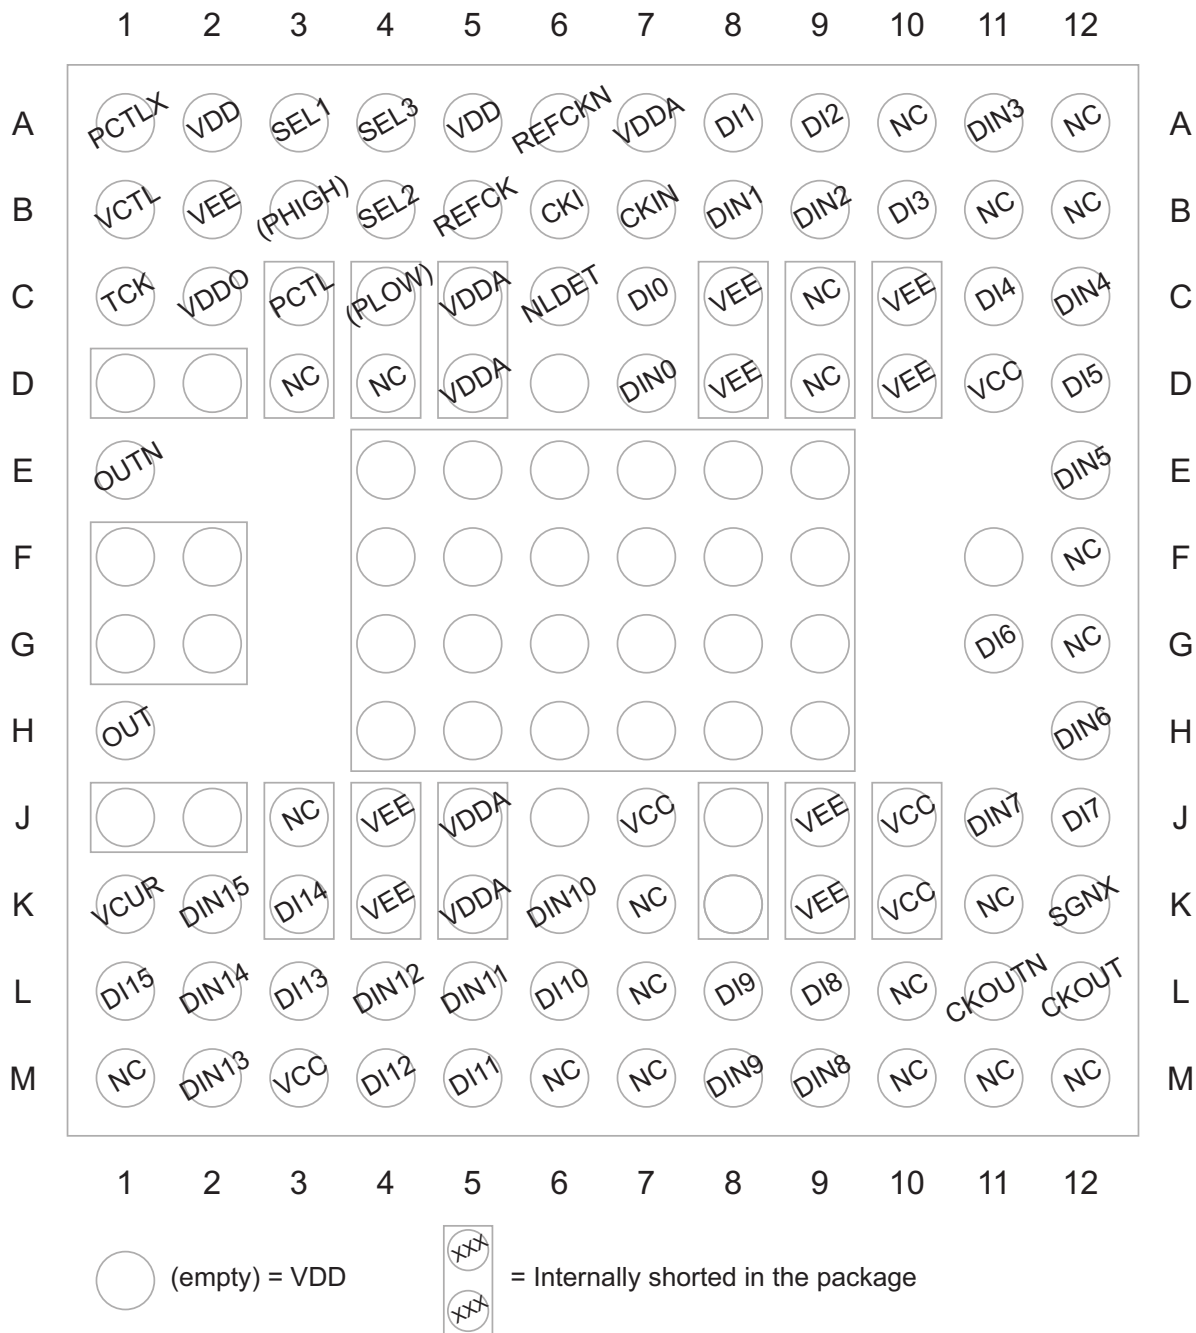 1 2 3 4 5 6 7 8 9 10 11 12
A PCTLX VDD SEL1 SEL3 VDD REFCKN VDDA DI1 DI2 NC DIN3 NC A
B VCTL VEE (PHIGH) SEL2 REFCK CKI CKIN DIN1 DIN2 DI3 NC NC B
C TCK VDDO PCTL (PLOW) VDDA NLDET DI0 VEE NC VEE DI4 DIN4 C
D NC NC VDDA DIN0 VEE NC VEE VCC DI5 D
E OUTN DIN5 E
F NC F
G DI6 NC G
H OUT DIN6 H
J NC VEE VDDA VCC VEE VCC DIN7 DI7 J
K VCUR DIN15 DI14 VEE VDDA DIN10 NC VEE VCC NC SGNX K
L DI15 DIN14 DI13 DIN12 DIN11 DI10 NC DI9 DI8 NC CKOUTN CKOUT L
M NC DIN13 VCC DI12 DI11 NC NC DIN9 DIN8 NC NC NC M
1 2 3 4 5 6 7 8 9 10 11 12
xxx
(empty) = VDD = Internally shorted in the package
xxx